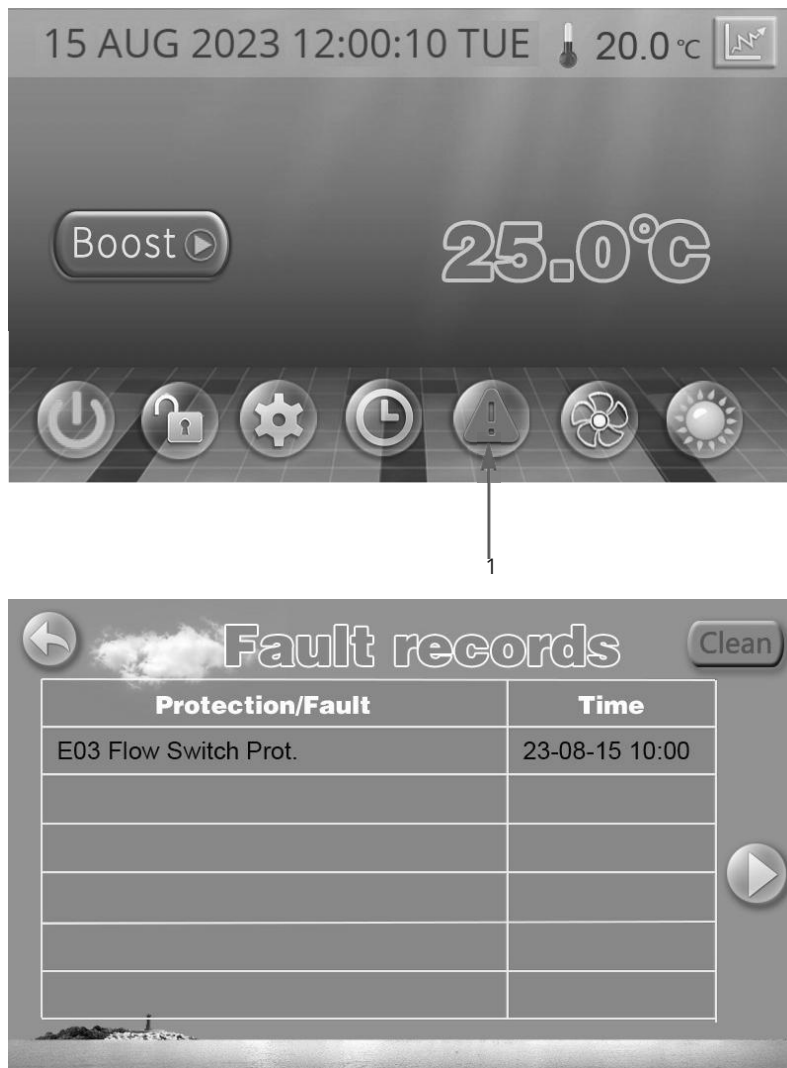 15 AUG 2023 12:00:10 TUE 20.0 ℃
Boost
25.0℃
1
Fault records
Clean
Protection/Fault Time
E03 Flow Switch Prot. 23-08-15 10:00